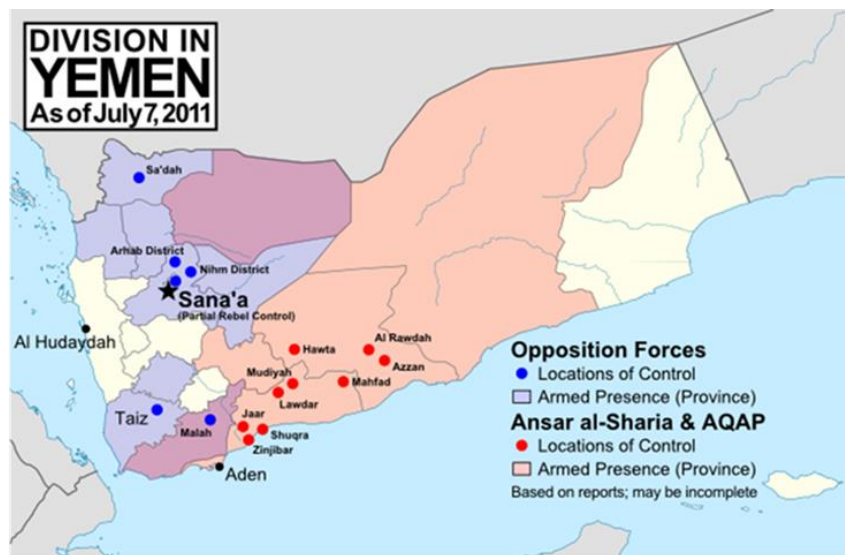 DIVISION IN
YEMEN
As of July 7, 2011
Sa'dah
Arhab District
Nihm District
Sana'a
(Partial Rebel Control)
Al Hudaydah
Hawta
Al Rawdah
Azzan
Mudiyah
Mahfad
Lawdar
Taiz
Malah
Jaar
Shuqra
Zinjibar
Aden
Opposition Forces
Locations of Control
Armed Presence (Province)
Ansar al-Sharia & AQAP
Locations of Control
Armed Presence (Province)
Based on reports; may be incomplete